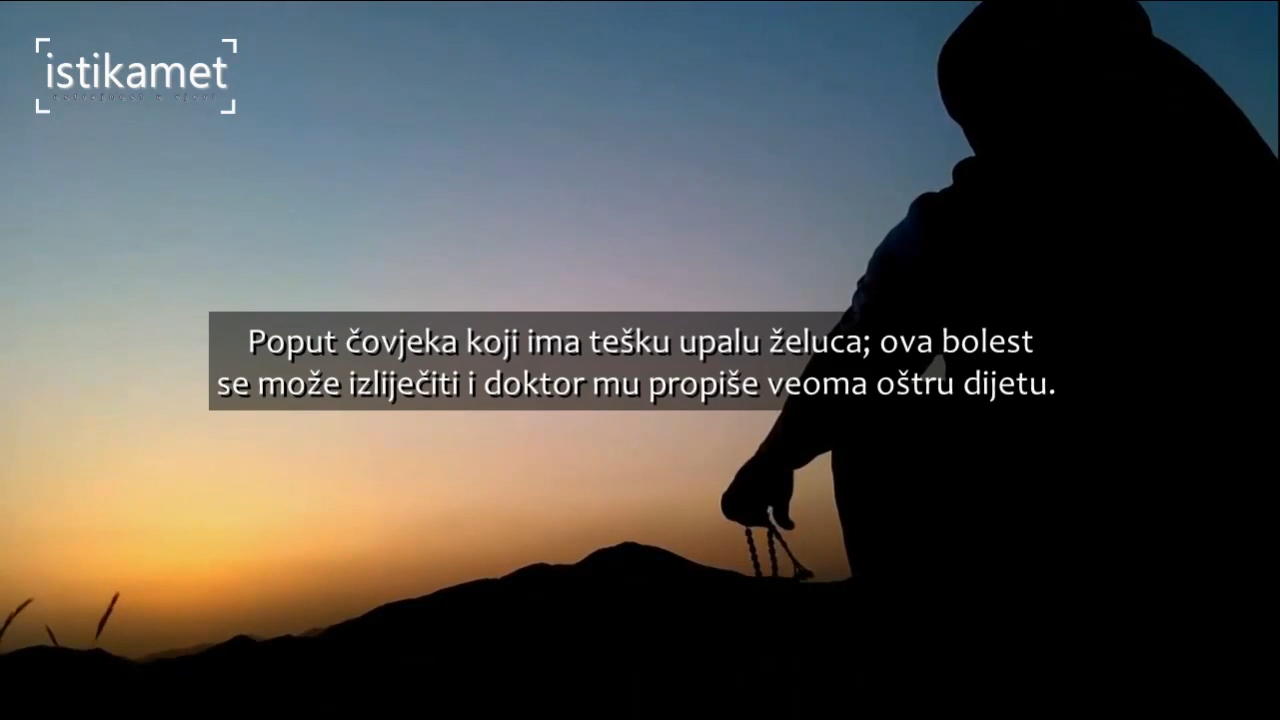 istikamet
Poput čovjeka koji ima tešku upalu želuca; ova bolest
se može izliječiti i doktor mu propiše veoma oštru dijetu.